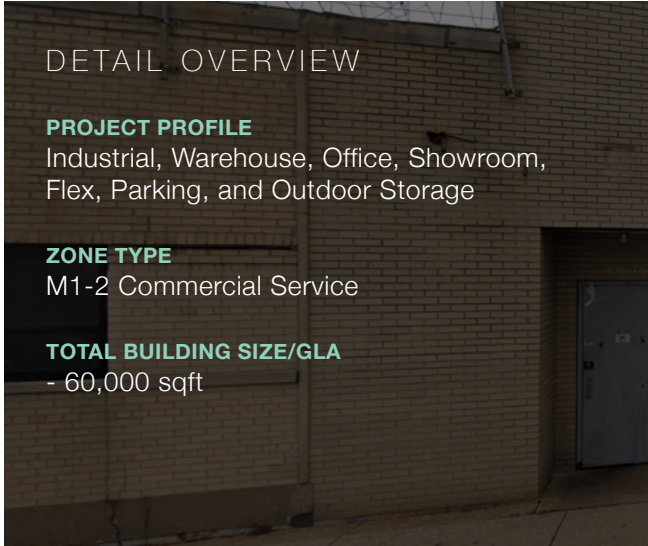 DETAIL OVERVIEW
PROJECT PROFILE
Industrial, Warehouse, Office, Showroom,
Flex, Parking, and Outdoor Storage
ZONE TYPE
M1-2 Commercial Service
TOTAL BUILDING SIZE/GLA
- 60,000 sqft